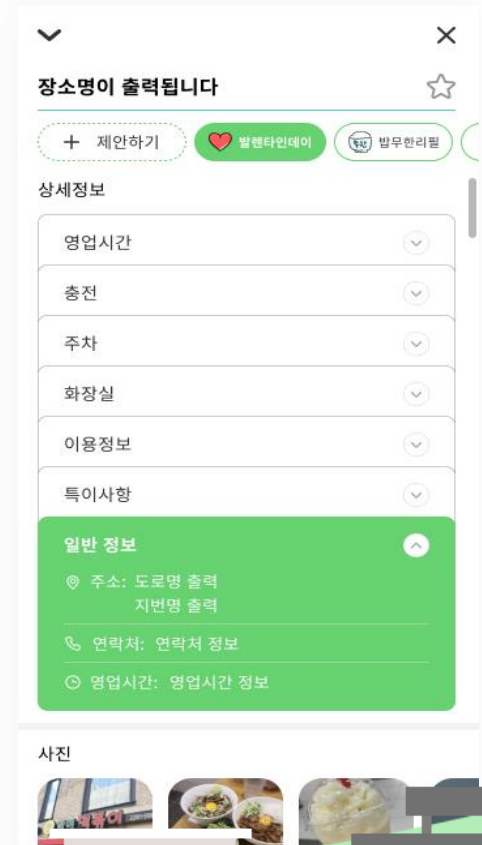 장소명이 출력됩니다
+ 제안하기 발렌타인데이 밥무한리필
상세정보
영업시간
충전
주차
화장실
이용정보
특이사항
일반 정보
주소: 도로명 출력
지번명 출력
연락처: 연락처 정보
영업시간: 영업시간 정보
사진
떡볶이